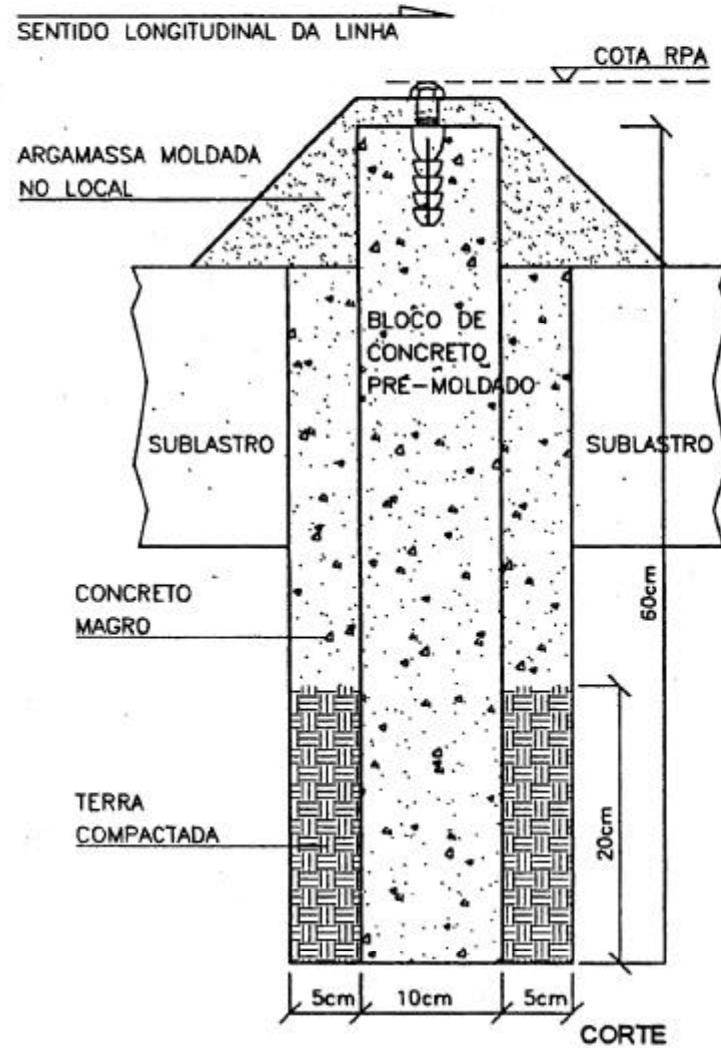 SENTIDO LONGITUDINAL DA LINHA
COTA RPA
ARGAMASSA MOLDADA
NO LOCAL
BLOCO DE
CONCRETO
PRÉ-MOLDADO
SUBLASTRO
SUBLASTRO
CONCRETO
MAGRO
60cm
TERRA
COMPACTADA
20cm
5cm
10cm
5cm
CORTE